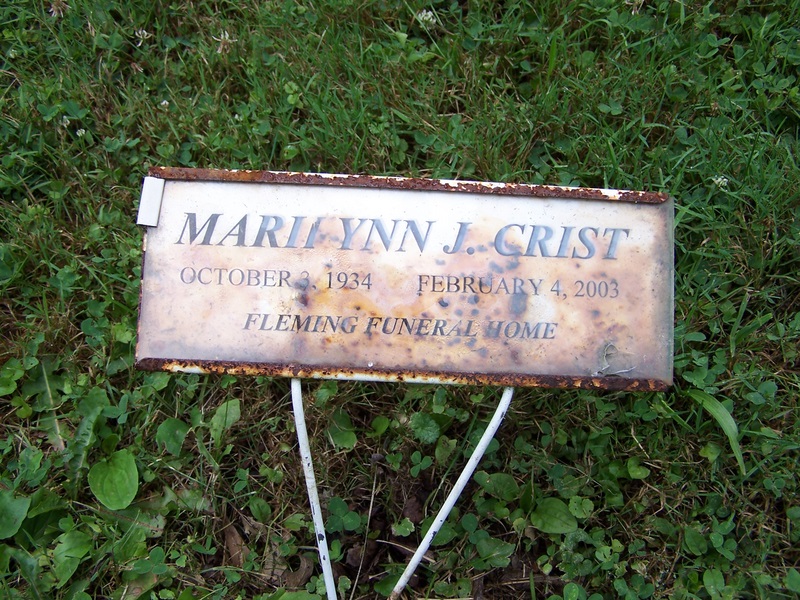 MARILYNN J. CRIST
OCTOBER 3, 1934 FEBRUARY 4, 2003
FLEMING FUNERAL HOME